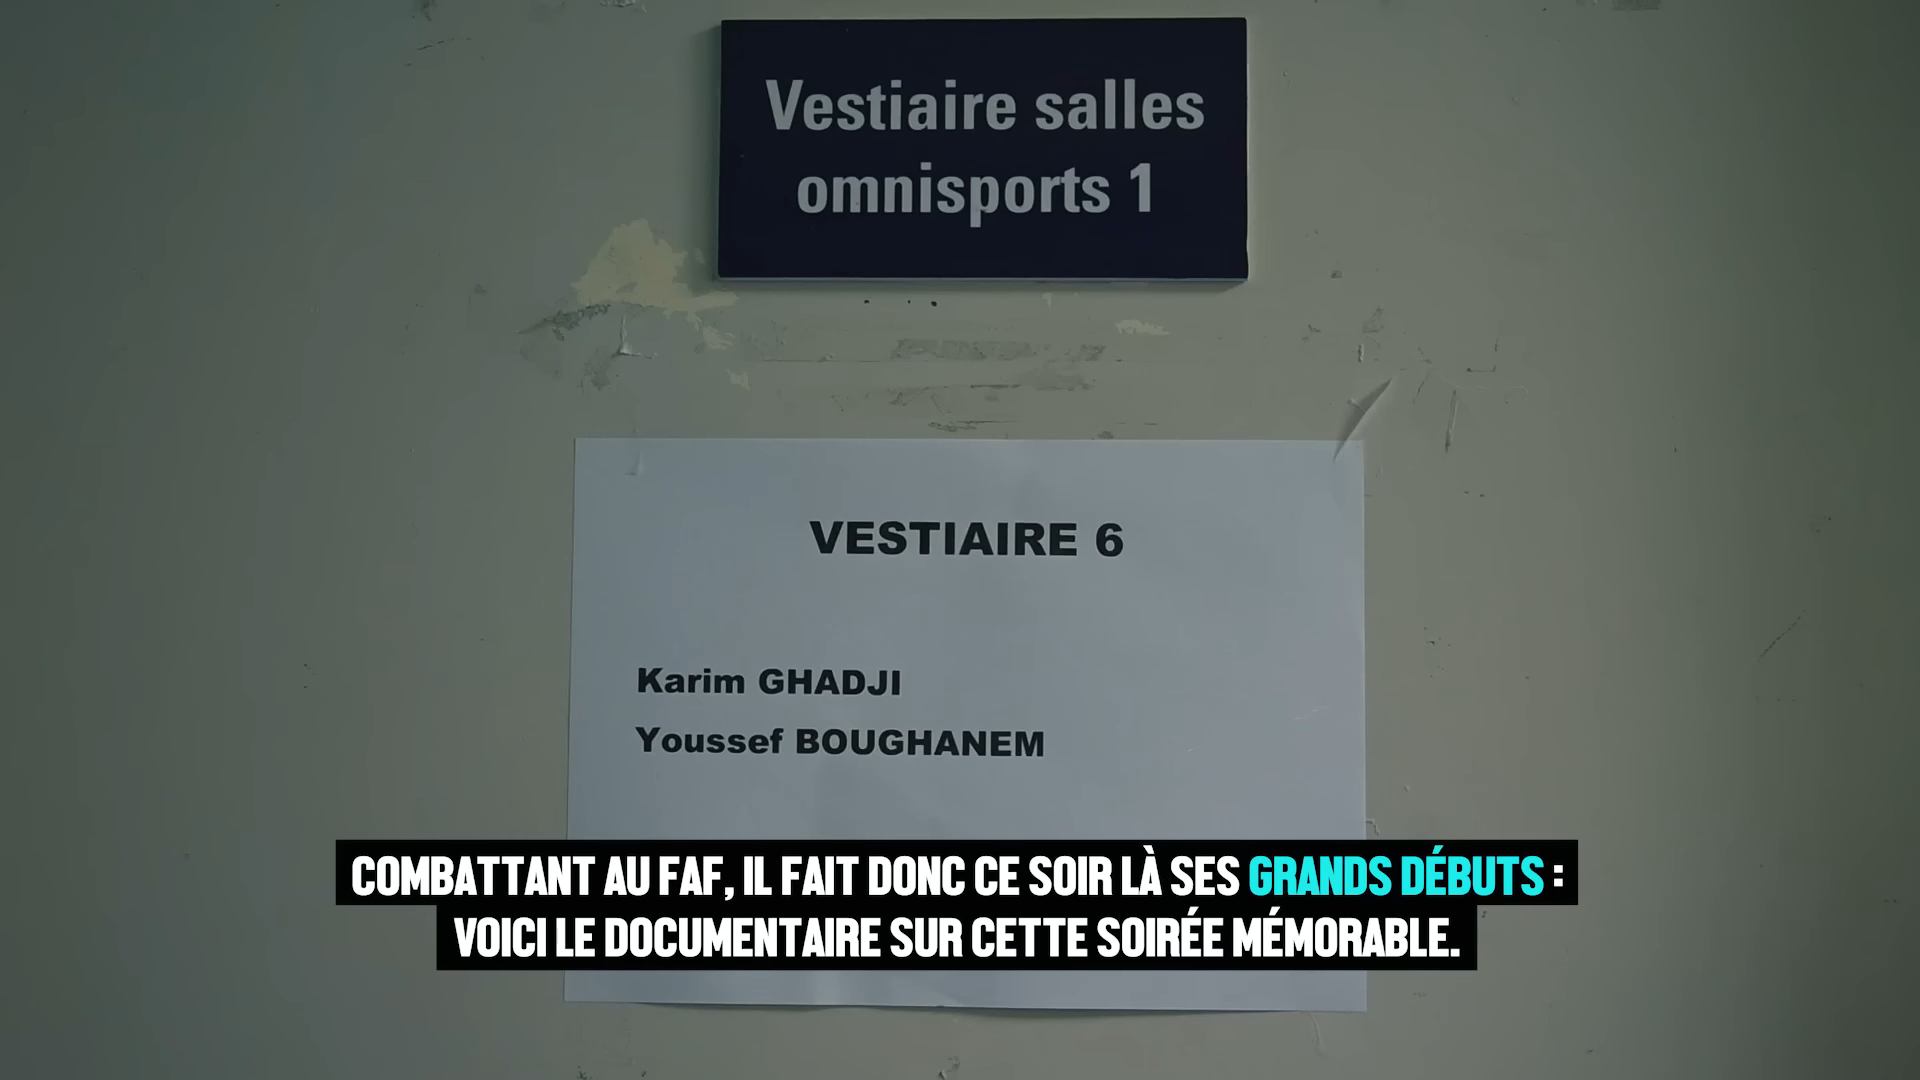 Vestiaire salles
omnisports 1
VESTIAIRE 6
Karim GHADJI
Youssef BOUGHANEM
COMBATTANT AU FAF, IL FAIT DONC CE SOIR LÀ SES GRANDS DÉBUTS :
VOICI LE DOCUMENTAIRE SUR CETTE SOIRÉE MÉMORABLE.